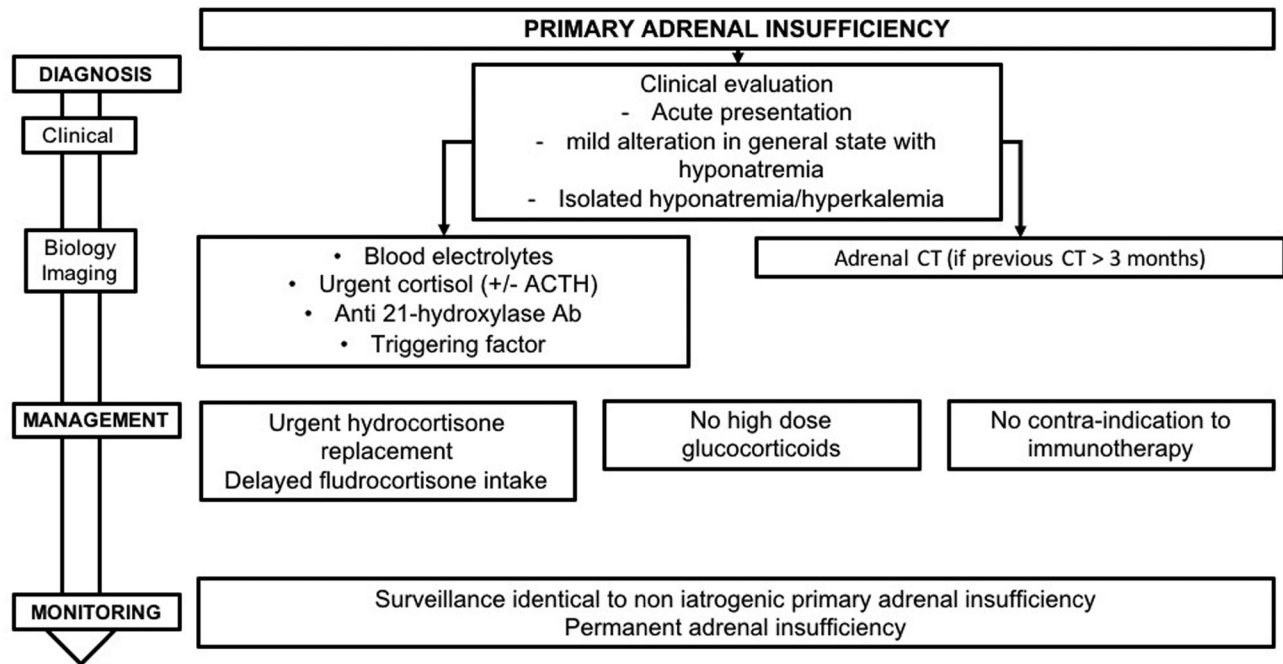 PRIMARY ADRENAL INSUFFICIENCY
DIAGNOSIS
Clinical
Clinical evaluation
- Acute presentation
- mild alteration in general state with
hyponatremia
- Isolated hyponatremia/hyperkalemia
Biology
Imaging
• Blood electrolytes
• Urgent cortisol (+/- ACTH)
• Anti 21-hydroxylase Ab
• Triggering factor
Adrenal CT (if previous CT > 3 months)
MANAGEMENT
Urgent hydrocortisone
replacement
Delayed fludrocortisone intake
No high dose
glucocorticoids
No contra-indication to
immunotherapy
MONITORING
Surveillance identical to non iatrogenic primary adrenal insufficiency
Permanent adrenal insufficiency